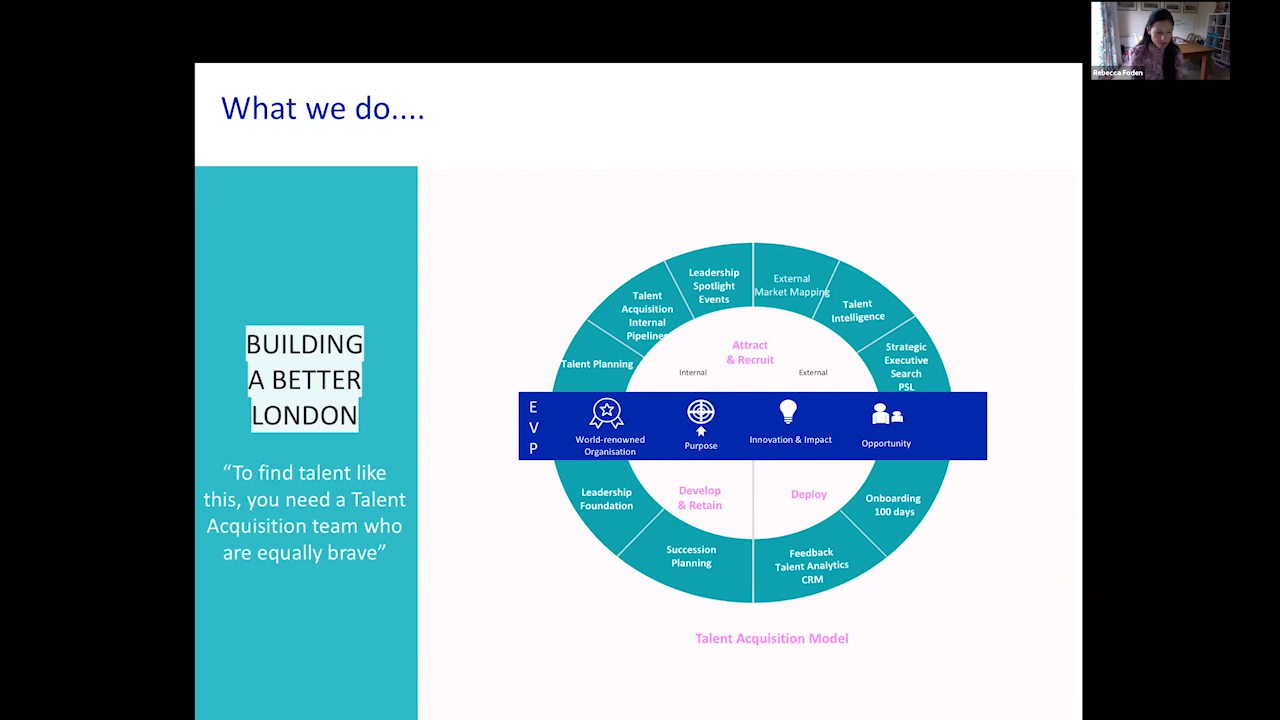 Rebecca Foden
What we do....
BUILDING
A BETTER
LONDON
“To find talent like
this, you need a Talent
Acquisition team who
are equally brave”
Leadership
Spotlight
Events
External
Market Mapping
Talent
Acquisition
Internal
Pipelines
Talent
Intelligence
Talent Planning
Strategic
Executive
Search
PSL
Attract
& Recruit
Internal
External
E
V
P
World-renowned
Organisation
Purpose
Innovation & Impact
Opportunity
Leadership
Foundation
Develop
& Retain
Deploy
Onboarding
100 days
Succession
Planning
Feedback
Talent Analytics
CRM
Talent Acquisition Model